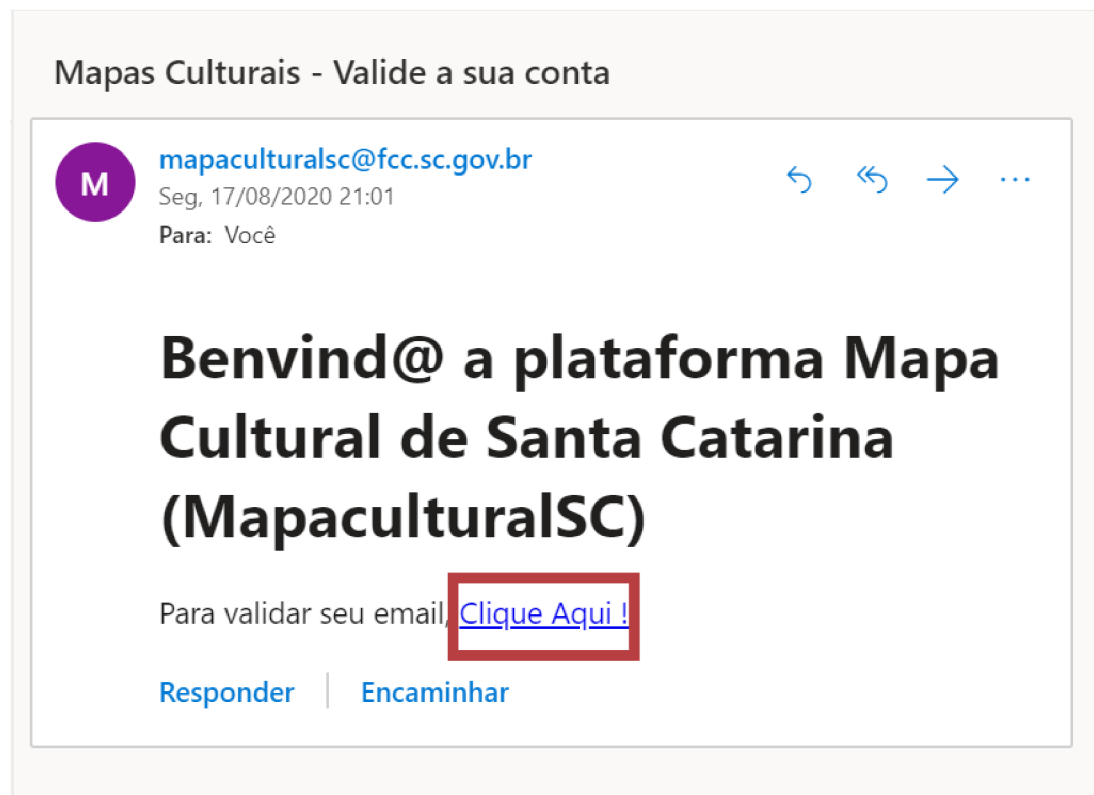 Mapas Culturais - Valide a sua conta
M
mapaculturalsc@fcc.sc.gov.br
Seg, 17/08/2020 21:01
Para: Você
Benvind@ a plataforma Mapa
Cultural de Santa Catarina
(MapaculturalSC)
Para validar seu email, Clique Aqui !
Responder Encaminhar